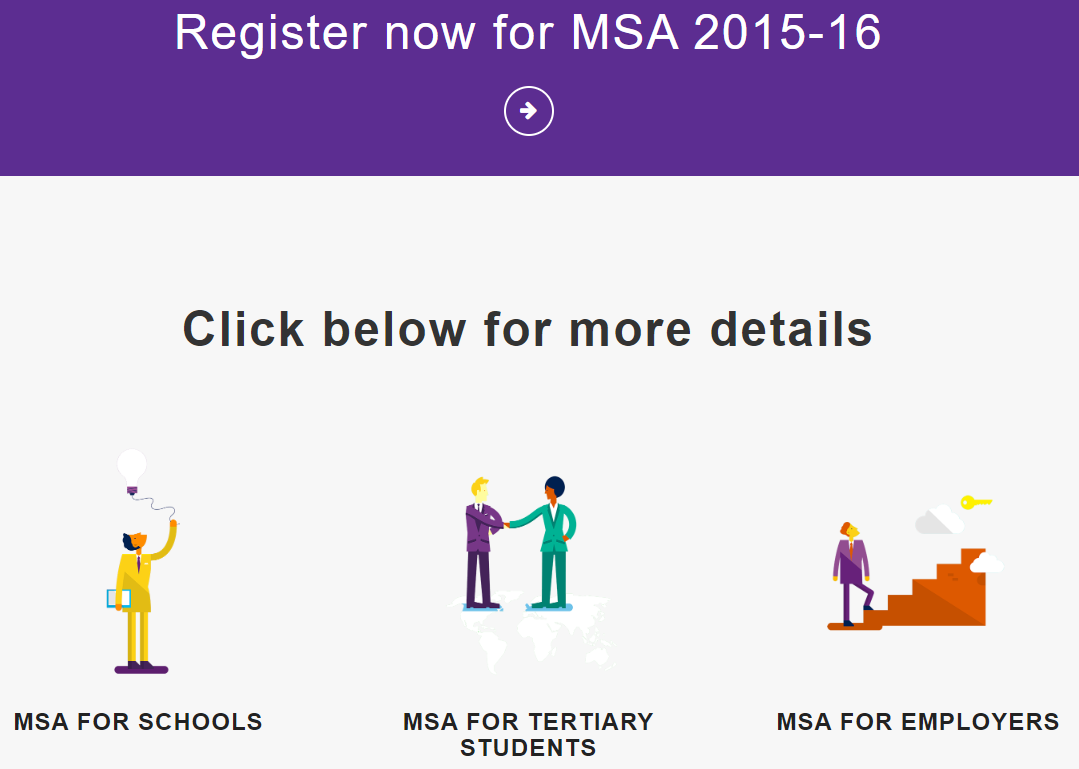 Register now for MSA 2015-16
Click below for more details
MSA FOR SCHOOLS
MSA FOR TERTIARY
STUDENTS
MSA FOR EMPLOYERS